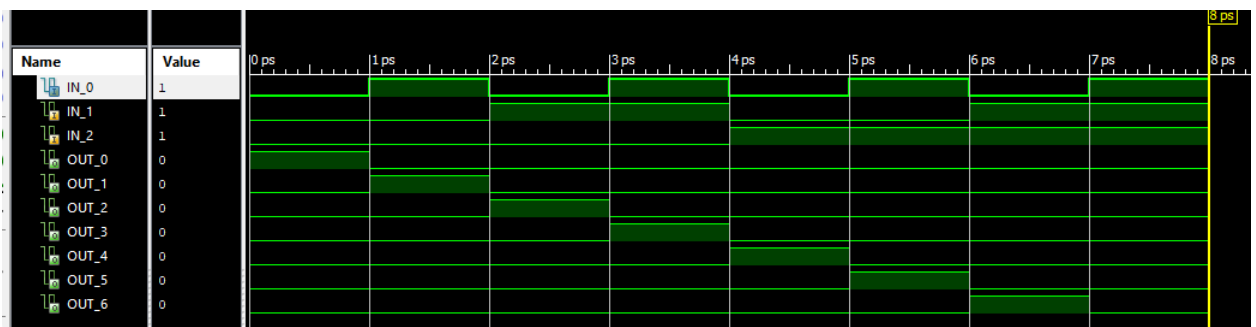 8 ps
Name Value 0 ps 1 ps 2 ps 3 ps 4 ps 5 ps 6 ps 7 ps 8 ps
IN_0 1
IN_1 1
IN_2 1
OUT_0 0
OUT_1 0
OUT_2 0
OUT_3 0
OUT_4 0
OUT_5 0
OUT_6 0